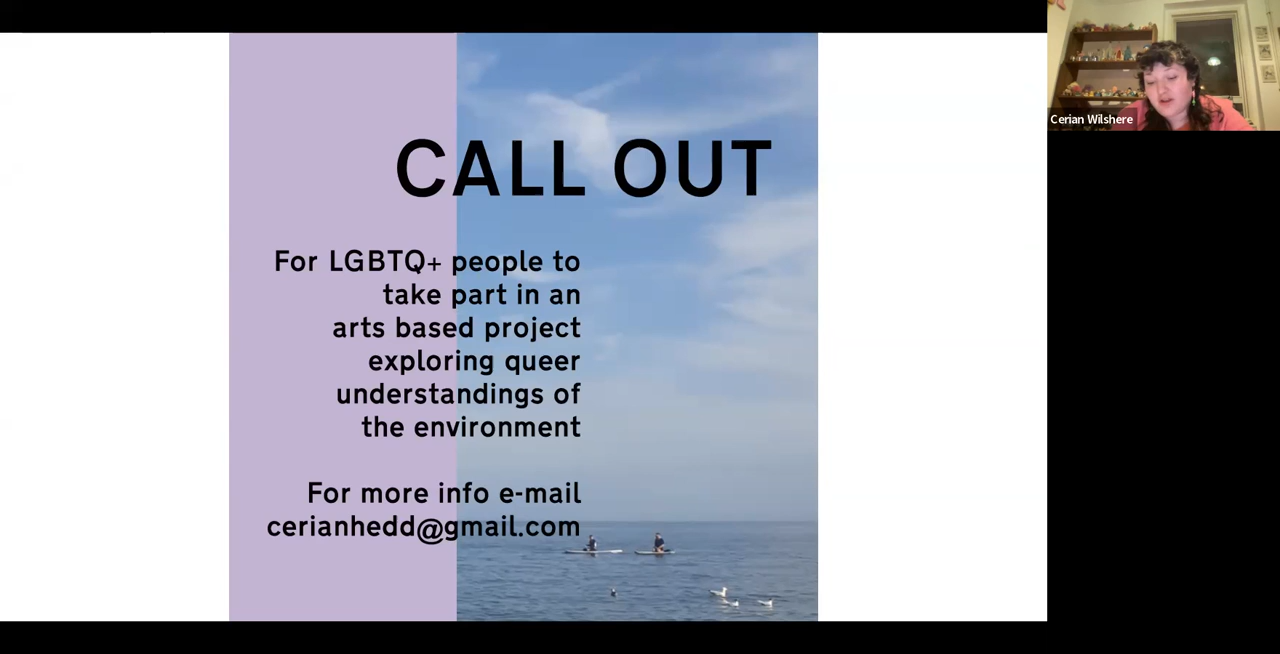 CALL OUT
For LGBTQ+ people to
take part in an
arts based project
exploring queer
understandings of
the environment
For more info e-mail
cerianhedd@gmail.com
Cerian Wilshere